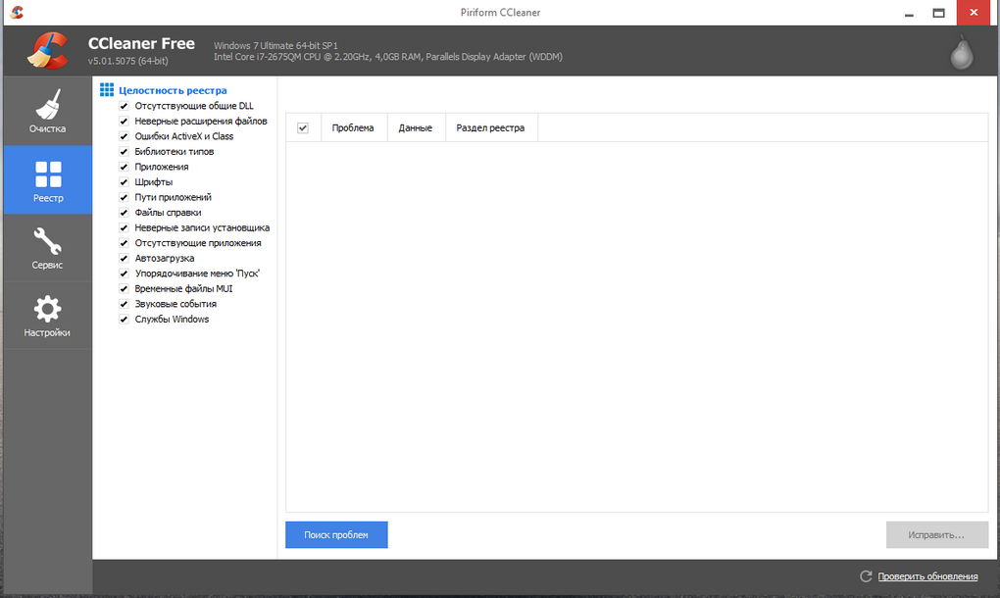 Piriform CCleaner
CCleaner Free
v5.01.5075 (64-bit)
Windows 7 Ultimate 64-bit SP1
Intel Core i7-2675QM CPU @ 2.20GHz, 4,0GB RAM, Parallels Display Adapter (WDDM)
Очистка
Реестр
Сервис
Настройки
Целостность реестра
Отсутствующие общие DLL
Неверные расширения файлов
Ошибки ActiveX и Class
Библиотеки типов
Приложения
Шрифты
Пути приложений
Файлы справки
Неверные записи установщика
Отсутствующие приложения
Автозагрузка
Упорядочивание меню 'Пуск'
Временные файлы MUI
Звуковые события
Службы Windows
Проблема Данные Раздел реестра
Поиск проблем
Исправить...
Проверить обновления